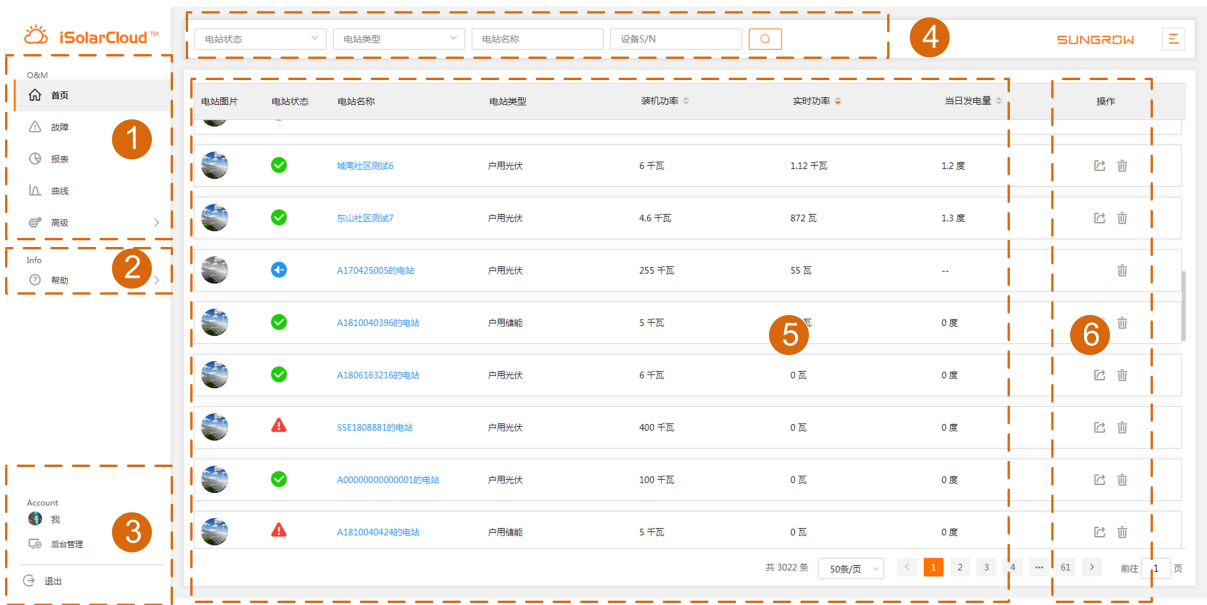 iSolarCloud™
O&M
首页
故障
报表
曲线
高级
1
Info
帮助
2
Account
我
后台管理
退出
3
电站状态 电站类型 电站名称 设备S/N
4
SUNGROW
电站图片 电站状态 电站名称 电站类型 装机功率 实时功率 当日发电量 操作
城南社区测试6 户用光伏 6 千瓦 1.12 千瓦 1.2 度
东山社区测试7 户用光伏 4.6 千瓦 872 瓦 1.3 度
A170425005的电站 户用光伏 255 千瓦 55 瓦 --
A1810040396的电站 户用储能 5 千瓦 瓦 0 度
5
6
A1806163216的电站 户用光伏 6 千瓦 0 瓦 0 度
SSE1808881的电站 户用光伏 400 千瓦 0 瓦 0 度
A00000000000001的电站 户用光伏 100 千瓦 0 瓦 0 度
A1810040424的电站 户用储能 5 千瓦 0 瓦 0 度
共 3022 条 50条/页 < 1 2 3 4 ••• 61 > 前往 1 页